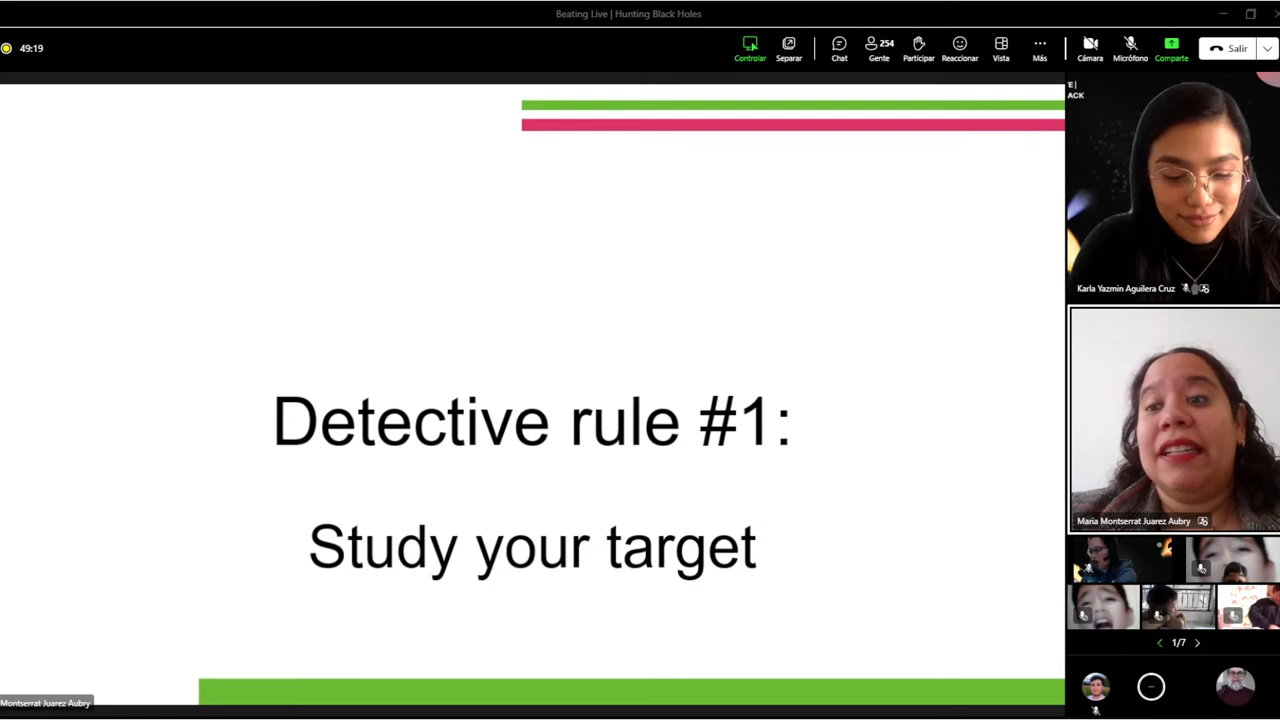 Beating Live | Hunting Black Holes
49:19
Controlar
Separar
Chat
254
Gente
Participar
Reaccionar
Vista
Más
Cámara
Micrófono
Comparte
Salir
E |
ACK
Karla Yazmin Aguilera Cruz
Detective rule #1:
Study your target
Maria Montserrat Juarez Aubry
1/7
Montserrat Juarez Aubry